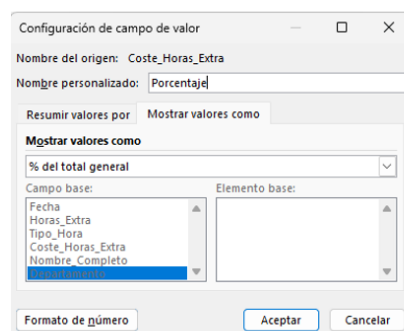 Configuración de campo de valor
Nombre del origen: Coste_Horas_Extra
Nombre personalizado: Porcentaje
Resumir valores por Mostrar valores como
Mostrar valores como
% del total general
Campo base: Elemento base:
Fecha
Horas_Extra
Tipo_Hora
Coste_Horas_Extra
Nombre_Completo
Departamento
Formato de número Aceptar Cancelar